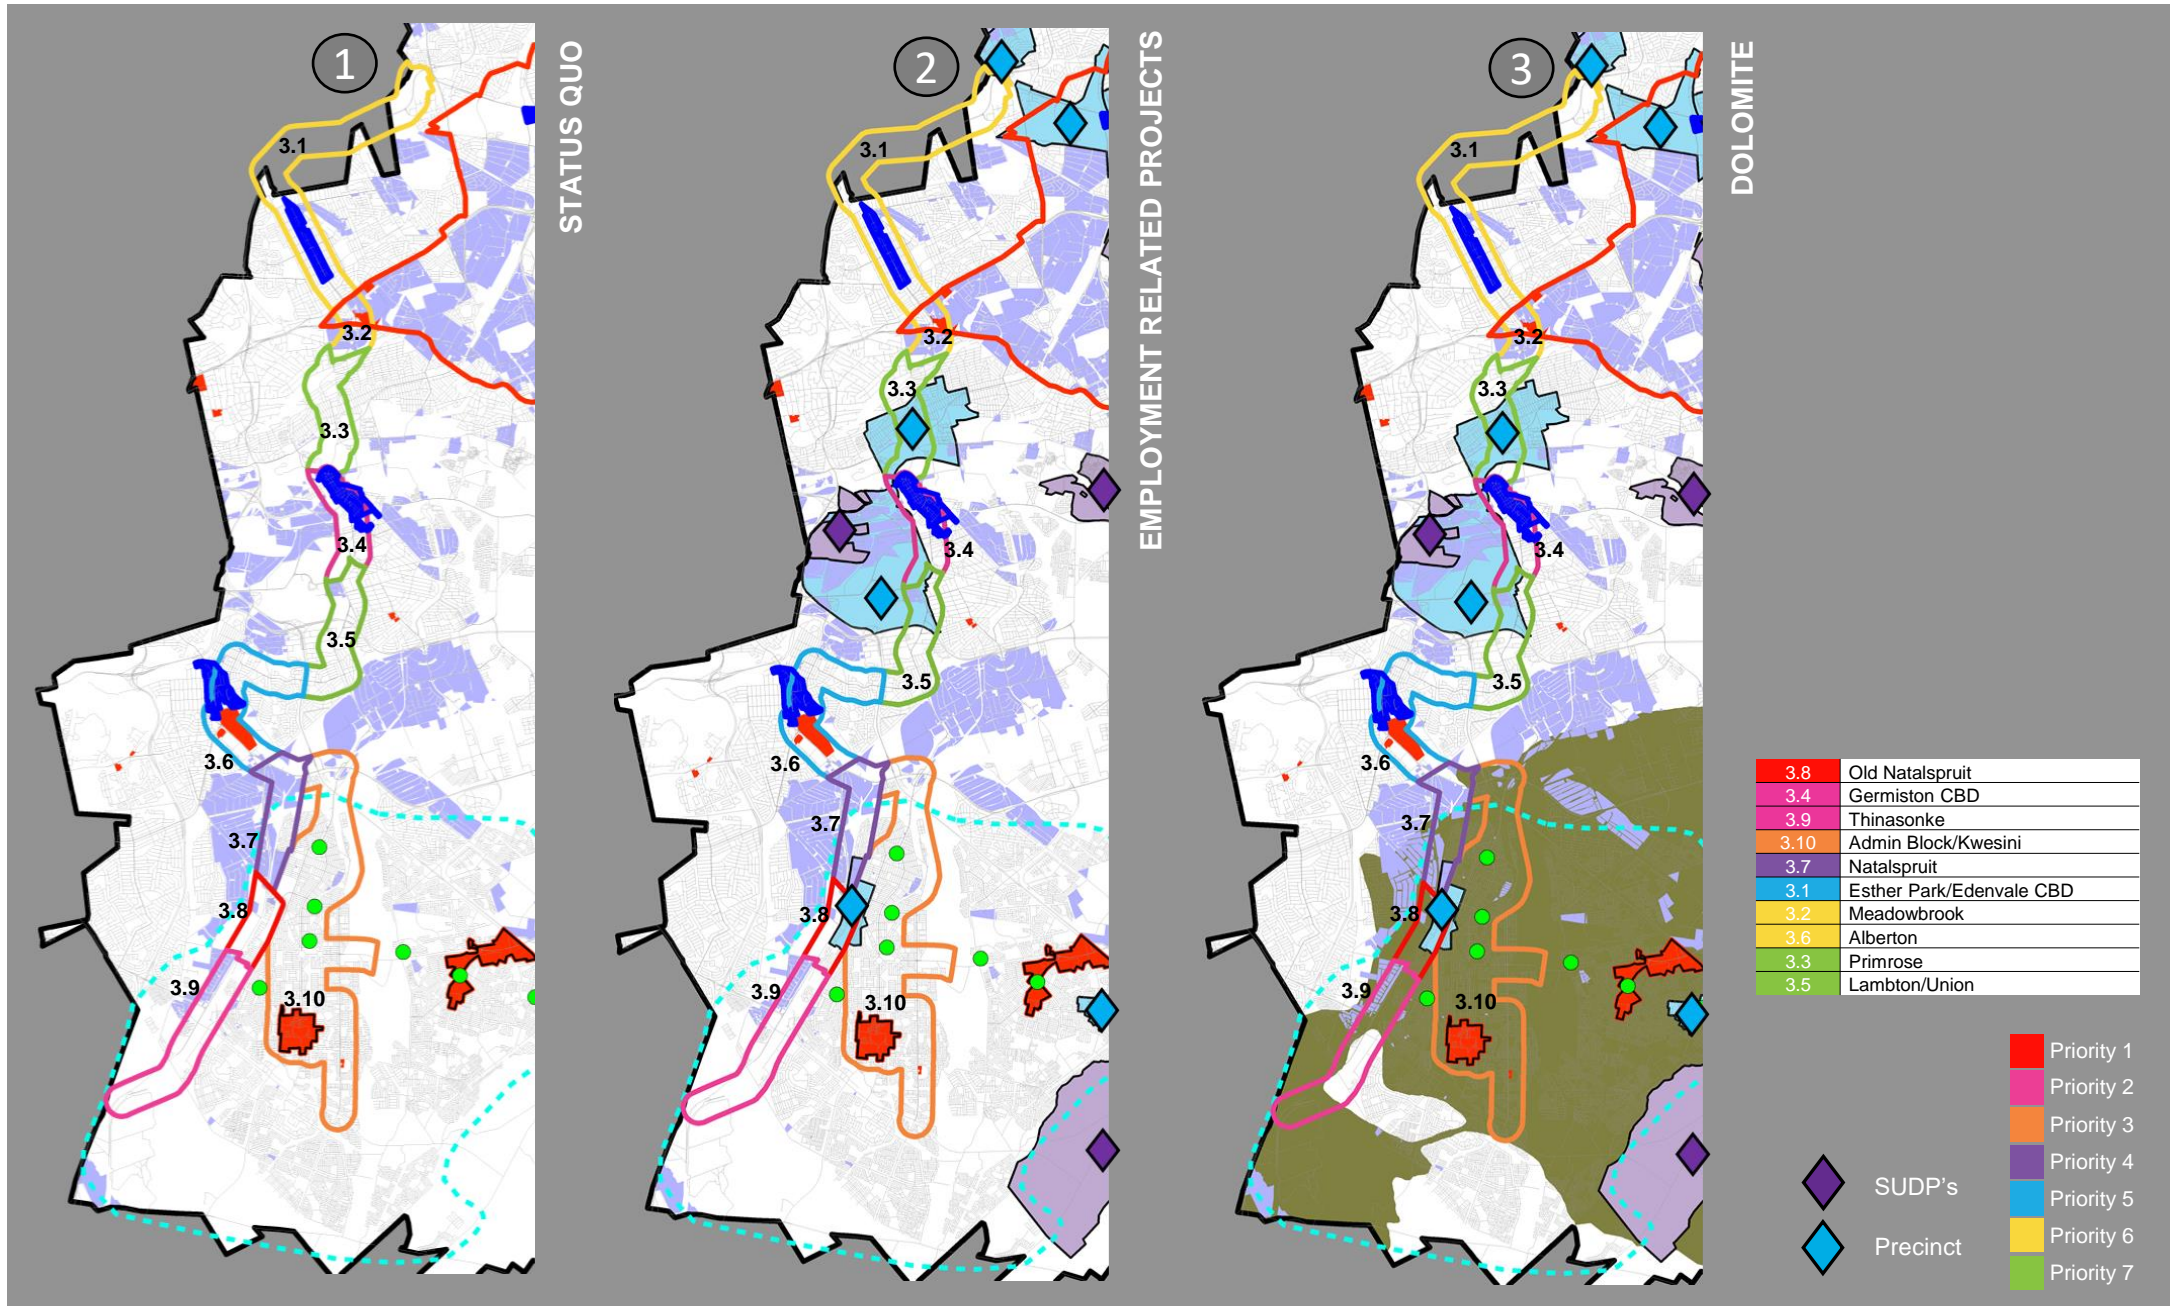 1
STATUS QUO
3.1
3.2
3.3
3.4
3.5
3.6
3.7
3.8
3.9
3.10
2
EMPLOYMENT RELATED PROJECTS
3.1
3.2
3.3
3.4
3.5
3.6
3.7
3.8
3.9
3.10
3
DOLOMITE
3.1
3.2
3.3
3.4
3.5
3.6
3.7
3.8
3.9
3.10
3.8 Old Natalspruit
3.4 Germiston CBD
3.9 Thinasonke
3.10 Admin Block/Kwesini
3.7 Natalspruit
3.1 Esther Park/Edenvale CBD
3.2 Meadowbrook
3.6 Alberton
3.3 Primrose
3.5 Lambton/Union
SUDP's
Precinct
Priority 1
Priority 2
Priority 3
Priority 4
Priority 5
Priority 6
Priority 7